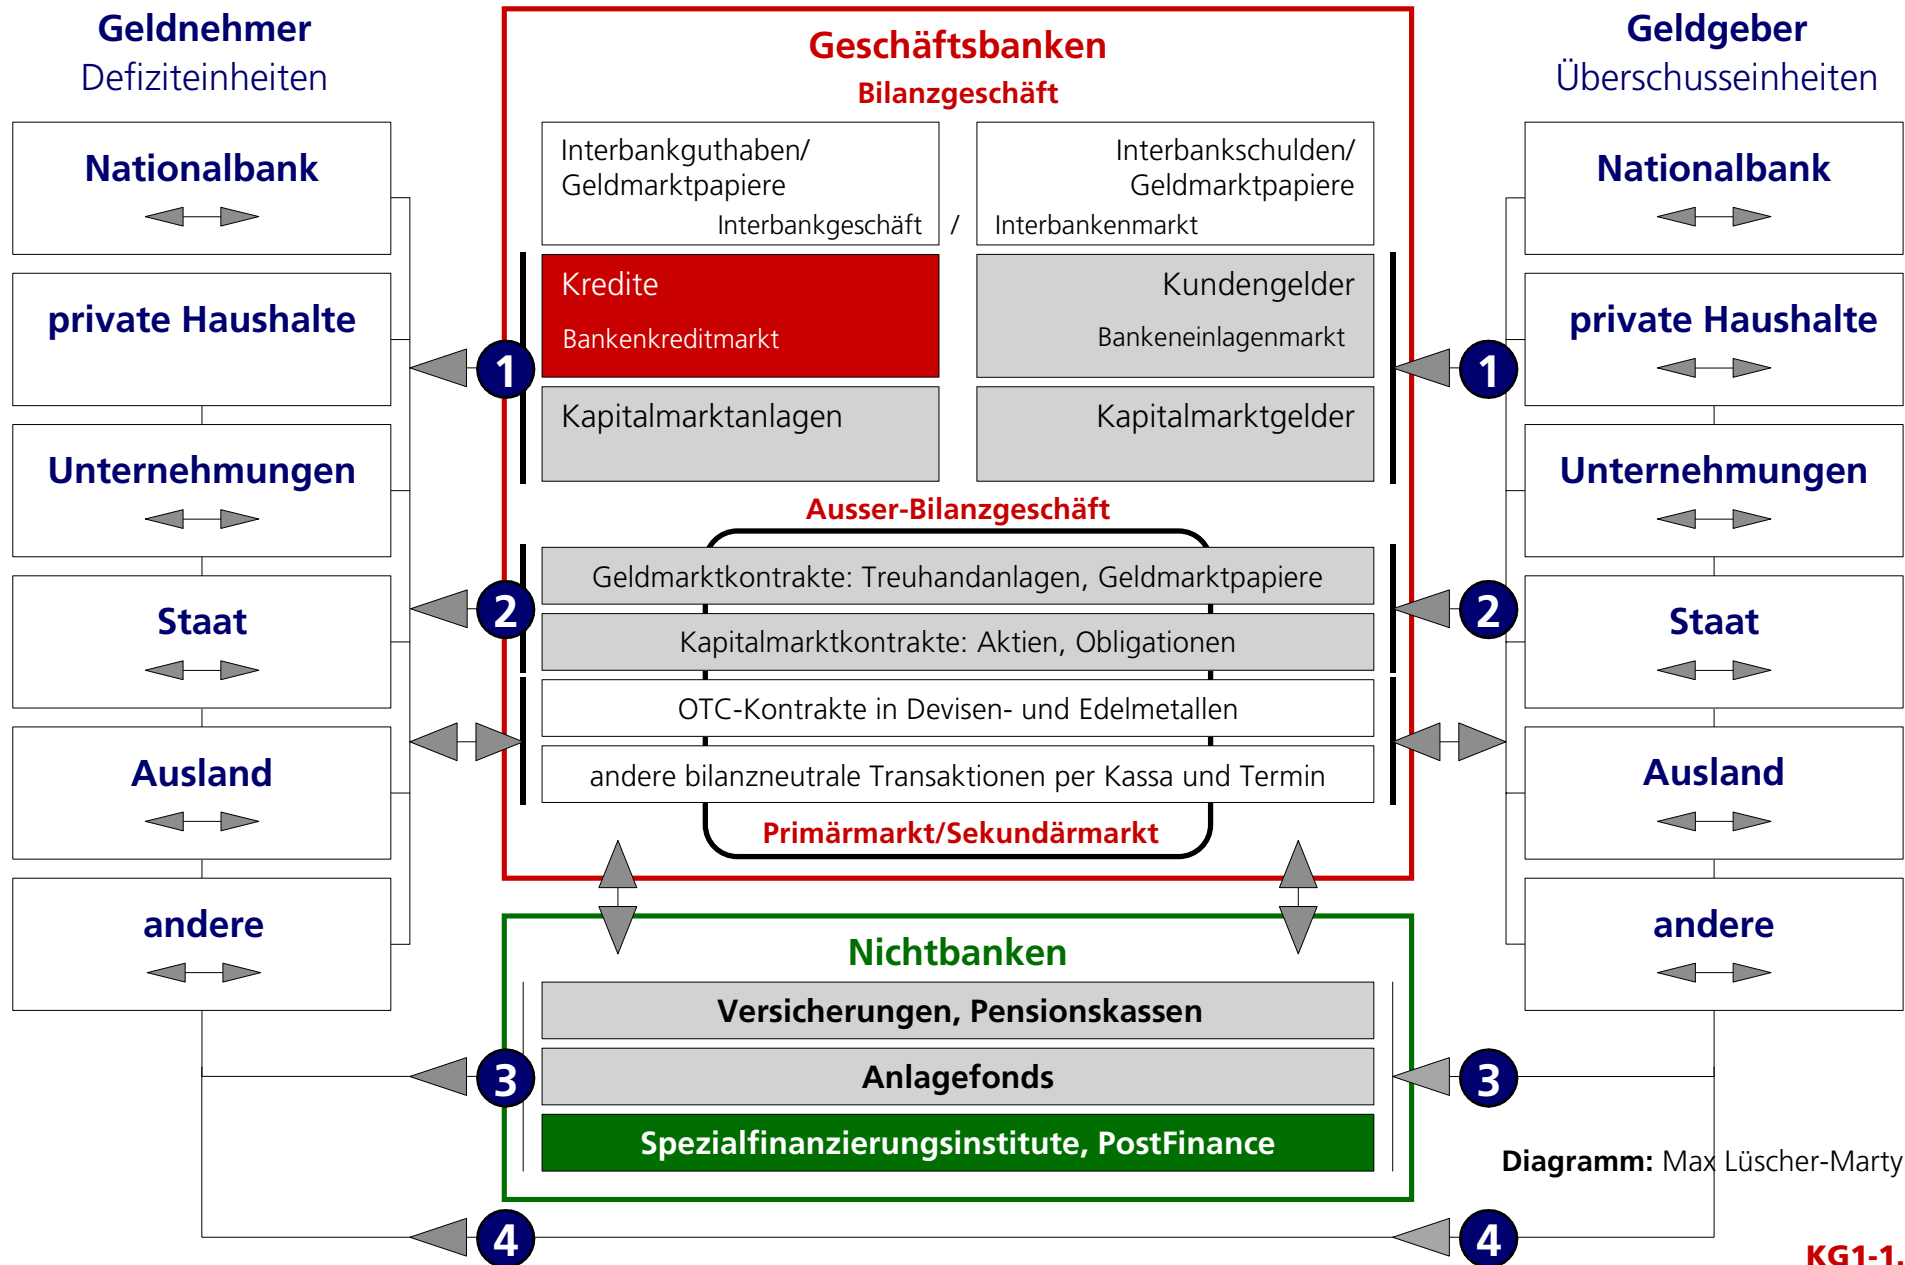 Geldnehmer
Defiziteinheiten
Nationalbank
private Haushalte
Unternehmungen
Staat
Ausland
andere
Geschäftsbanken
Bilanzgeschäft
Interbankguthaben/
Geldmarktpapiere
Interbankgeschäft / Interbankenmarkt
Interbankschulden/
Geldmarktpapiere
Kredite
Bankenkreditmarkt
Kundengelder
Bankeneinlagenmarkt
Kapitalmarktanlagen
Kapitalmarktgelder
1
1
Ausser-Bilanzgeschäft
Geldmarktkontrakte: Treuhandanlagen, Geldmarktpapiere
Kapitalmarktkontrakte: Aktien, Obligationen
2
2
OTC-Kontrakte in Devisen- und Edelmetallen
andere bilanzneutrale Transaktionen per Kassa und Termin
Primärmarkt/Sekundärmarkt
Nichtbanken
Versicherungen, Pensionskassen
Anlagefonds
3
3
Spezialfinanzierungsinstitute, PostFinance
4
4
Geldgeber
Überschusseinheiten
Nationalbank
private Haushalte
Unternehmungen
Staat
Ausland
andere
Diagramm: Max Lüscher-Marty
KG1-1.